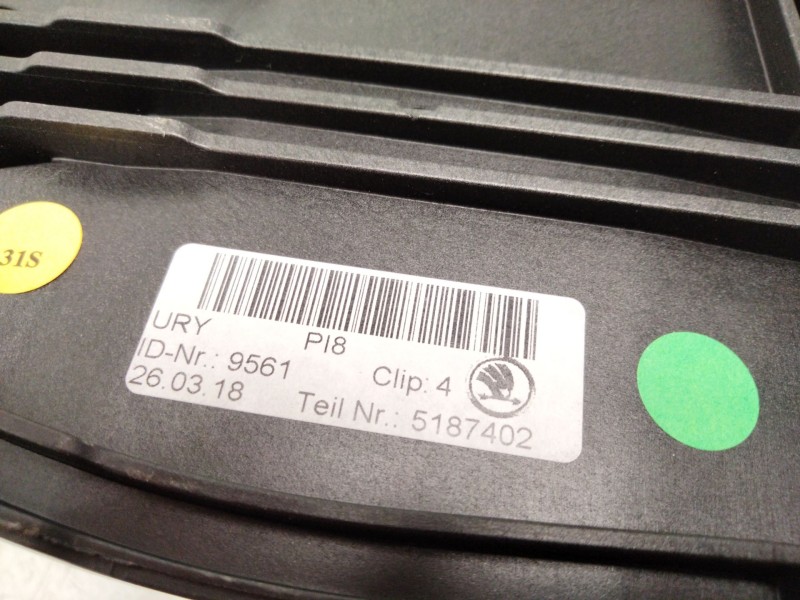 31S
URY PI8
ID-Nr.: 9561 Clip: 4
26.03.18 Teil Nr.: 5187402